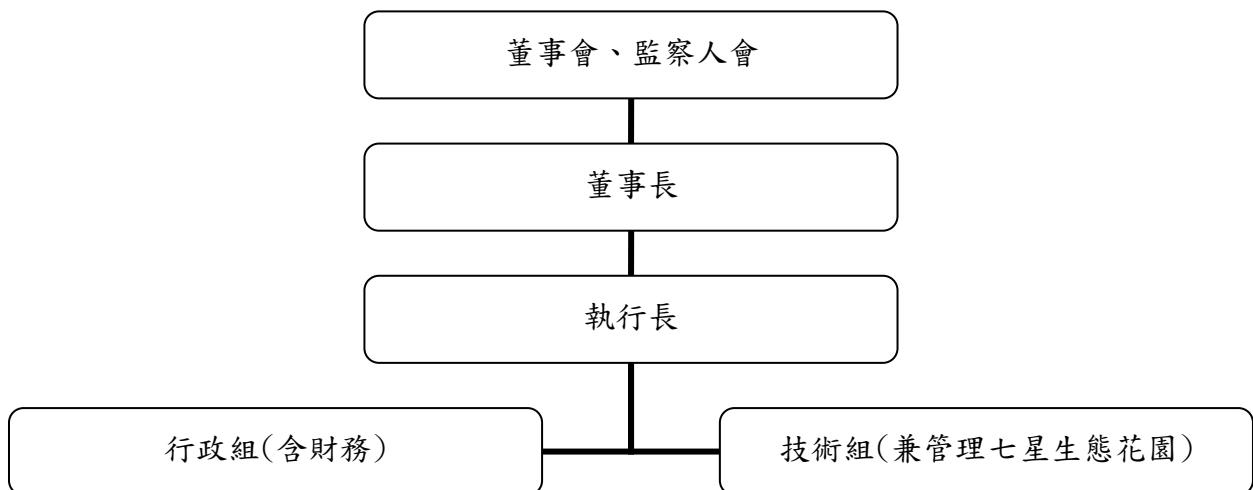 董事會、監察人會
董事長
執行長
行政組(含財務)
技術組(兼管理七星生態花園)